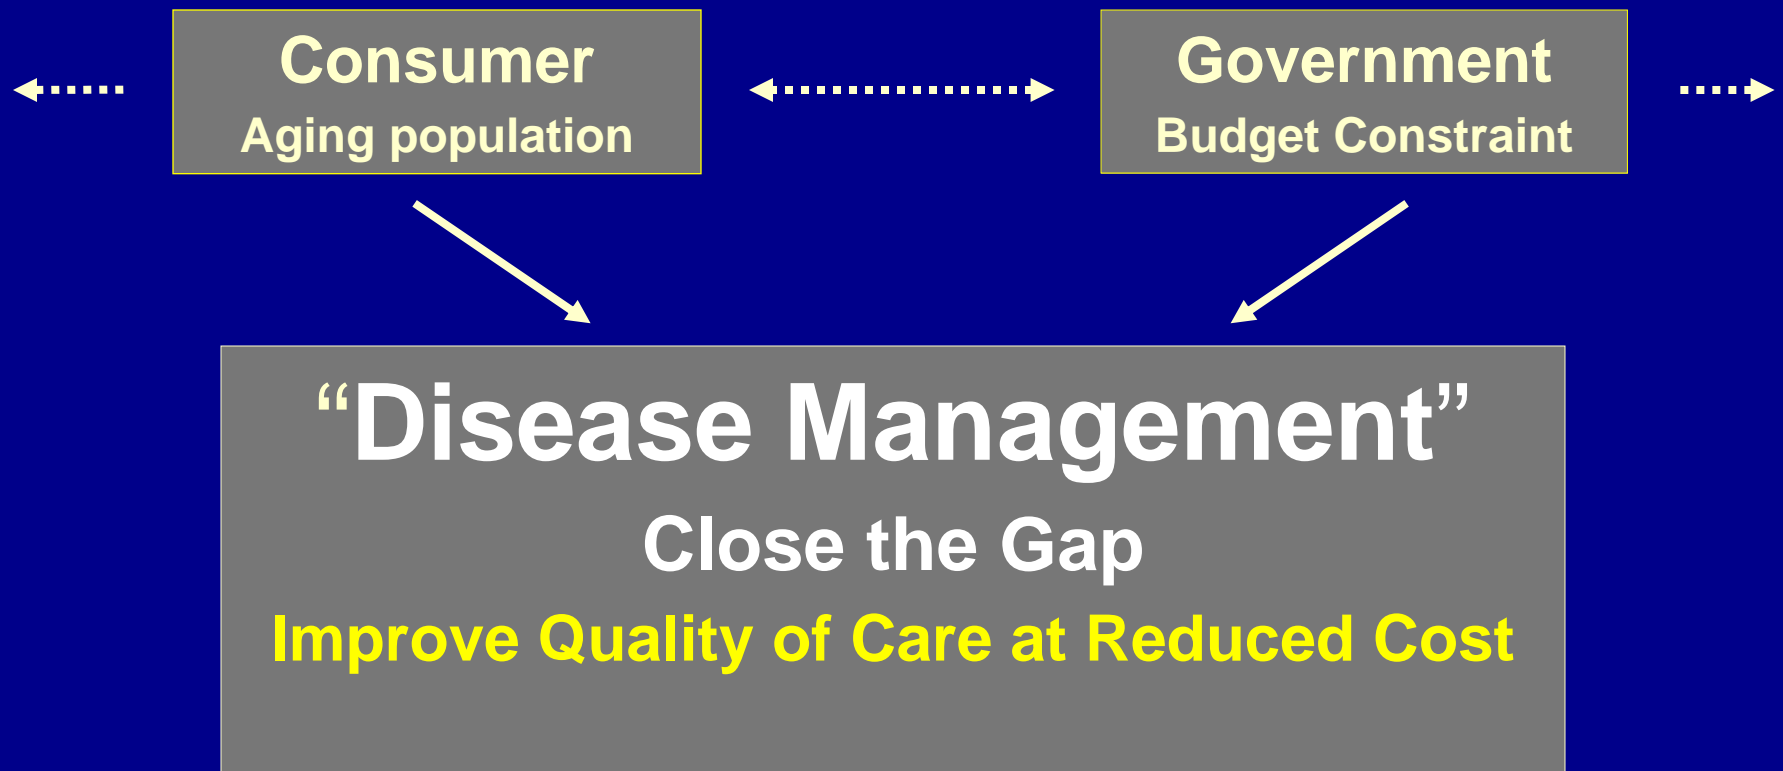 Consumer
Aging population
Government
Budget Constraint
“Disease Management”
Close the Gap
Improve Quality of Care at Reduced Cost